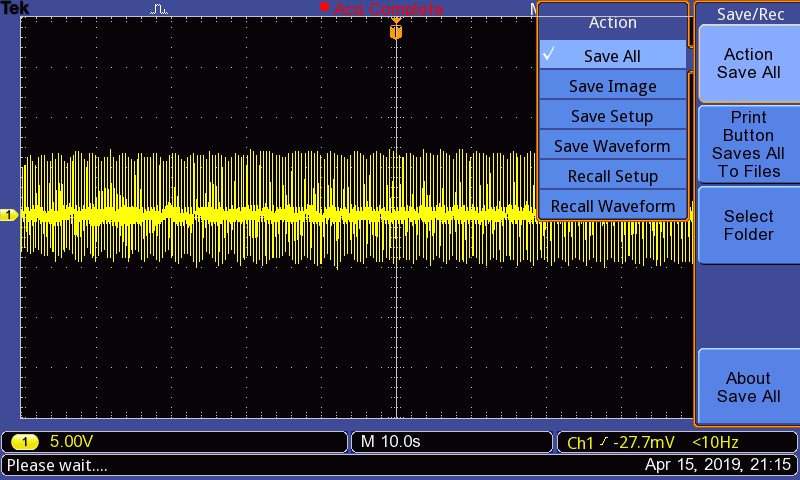 Tek
Acq Complete
M
Action
Save All
Save Image
Save Setup
Save Waveform
Recall Setup
Recall Waveform
Save/Rec
Action
Save All
Print
Button
Saves All
To Files
Select
Folder
About
Save All
T
1
1 5.00V
M 10.0s
Ch1 -27.7mV <10Hz
Please wait....
Apr 15, 2019, 21:15